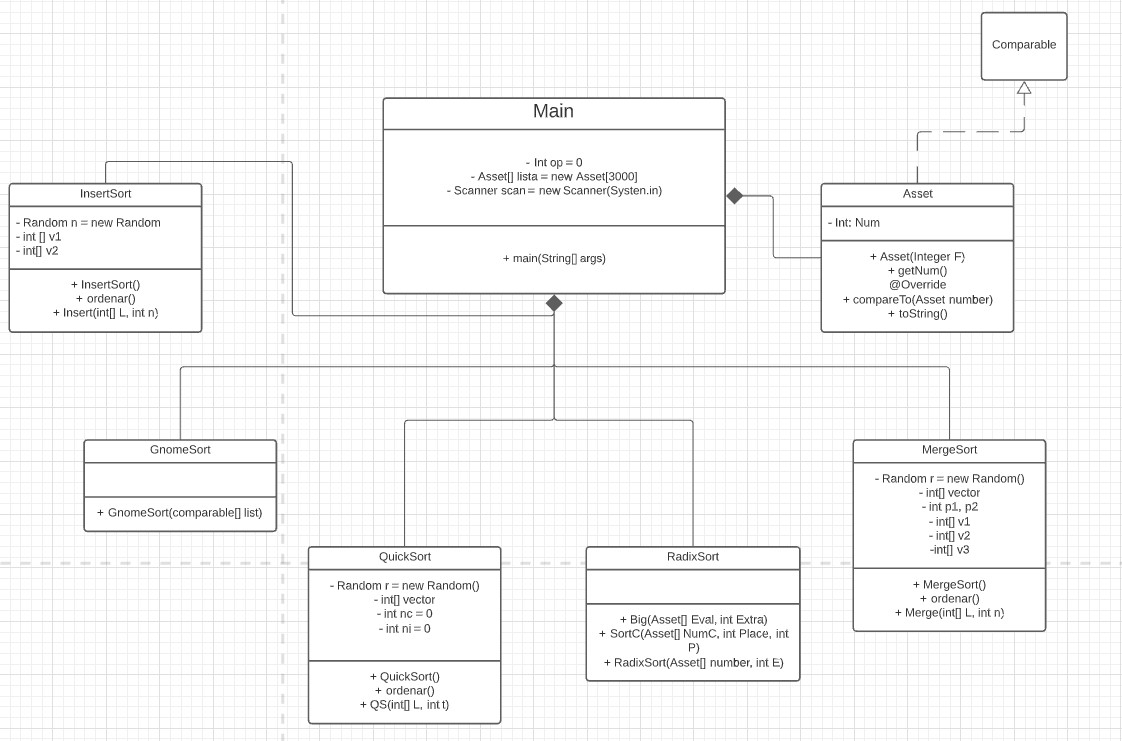 Comparable
Main
- Int op = 0
- Asset[] lista = new Asset[3000]
- Scanner scan = new Scanner(Systen.in)
+ main(String[] args)
InsertSort
- Random n = new Random
- int [] v1
- int[] v2
+ InsertSort()
+ ordenar()
+ Insert(int[] L, int n)
Asset
- Int: Num
+ Asset(Integer F)
+ getNum()
@Override
+ compareTo(Asset number)
+ toString()
GnomeSort
+ GnomeSort(comparable[] list)
QuickSort
- Random r = new Random()
- int[] vector
- int nc = 0
- int ni = 0
+ QuickSort()
+ ordenar()
+ QS(int[] L, int t)
RadixSort
+ Big(Asset[] Eval, int Extra)
+ SortC(Asset[] NumC, int Place, int
P)
+ RadixSort(Asset[] number, int E)
MergeSort
- Random r = new Random()
- int[] vector
- int p1, p2
- int[] v1
- int[] v2
-int[] v3
+ MergeSort()
+ ordenar()
+ Merge(int[] L, int n)